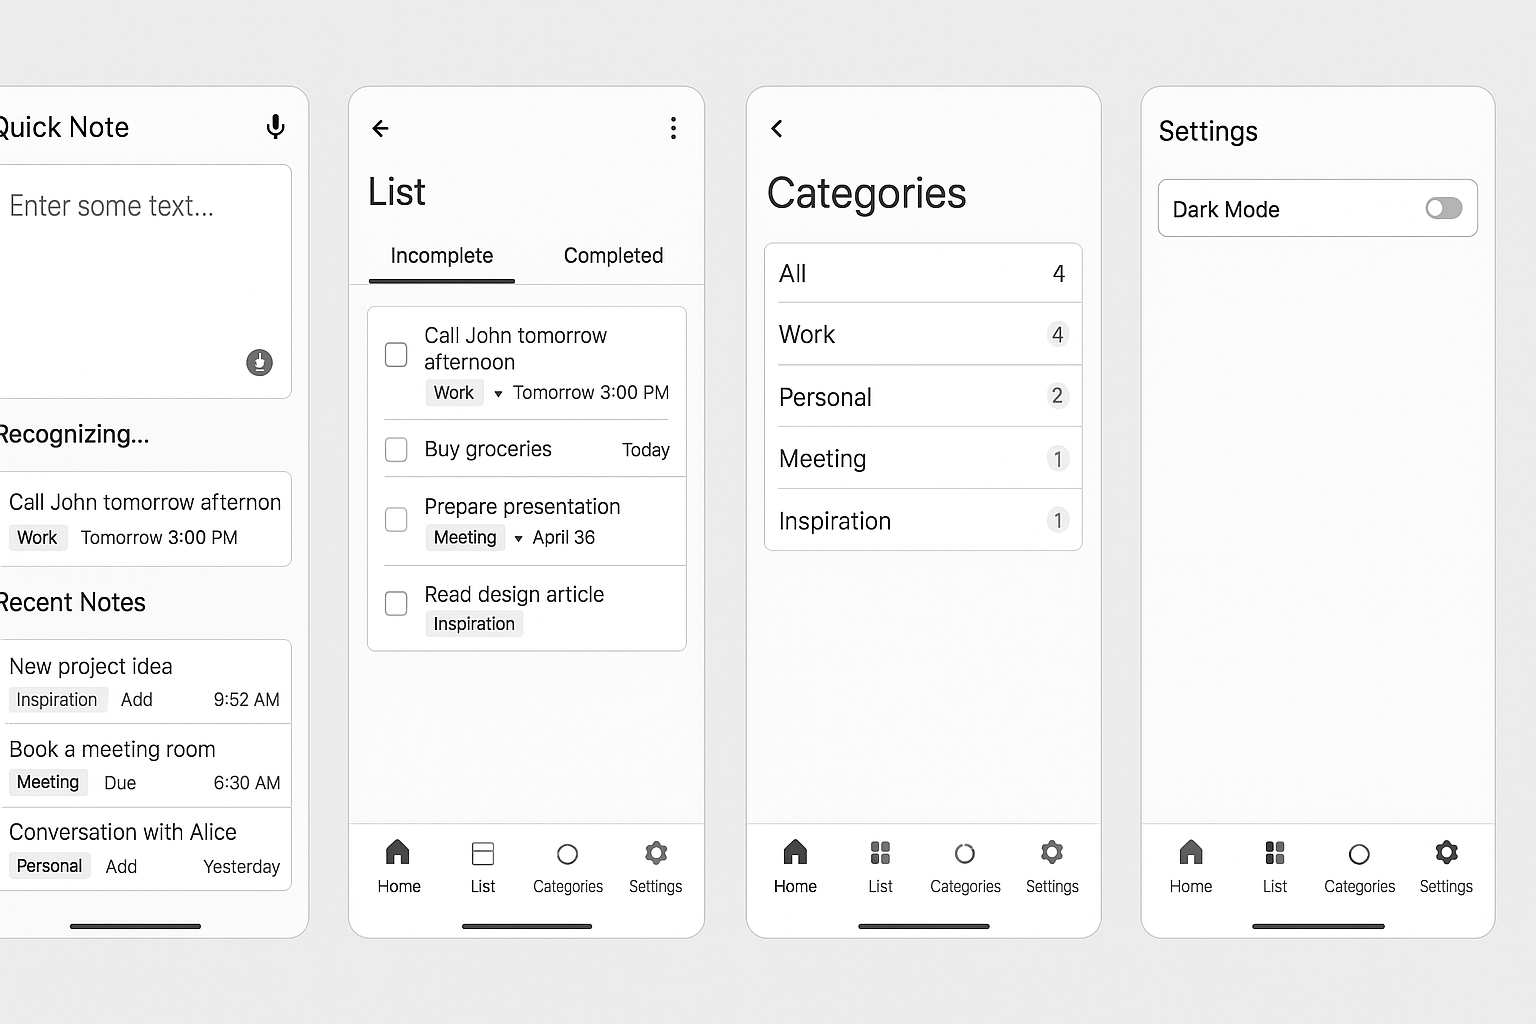 Quick Note
Enter some text...
Recognizing...
Call John tomorrow afternon
Work Tomorrow 3:00 PM
Recent Notes
New project idea
Inspiration Add 9:52 AM
Book a meeting room
Meeting Due 6:30 AM
Conversation with Alice
Personal Add Yesterday
List
Incomplete Completed
Call John tomorrow
afternoon
Work Tomorrow 3:00 PM
Buy groceries Today
Prepare presentation
Meeting April 36
Read design article
Inspiration
Home List Categories Settings
Categories
All 4
Work 4
Personal 2
Meeting 1
Inspiration 1
Home List Categories Settings
Settings
Dark Mode
Home List Categories Settings